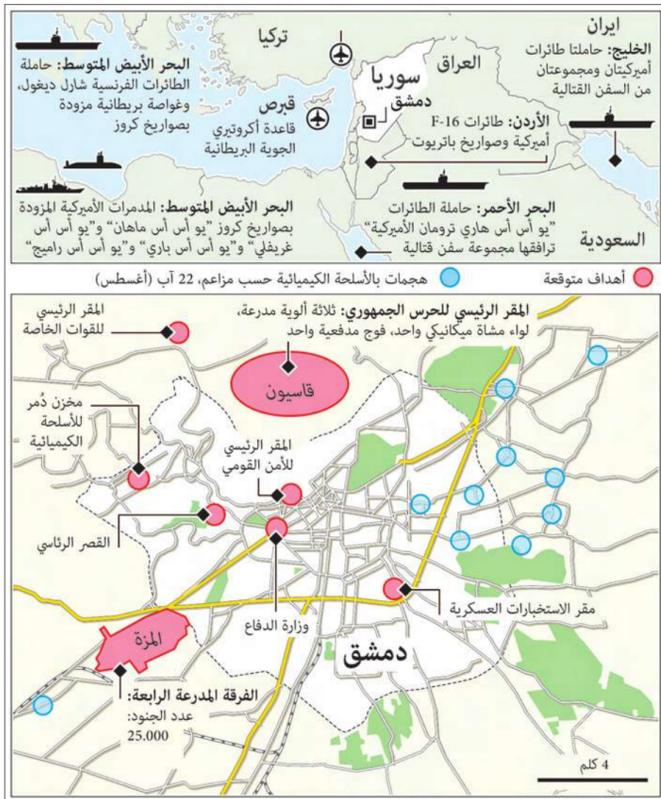 إيران
الخليج: حاملتا طائرات
أميركيتان ومجموعتان
من السفن القتالية
تركيا
العراق
سوريا
دمشق
قبرص
قاعدة أكروتيري
الجوية البريطانية
البحر الأبيض المتوسط: حاملة
الطائرات الفرنسية شارل ديغول،
وغواصة بريطانية مزودة
بصواريخ كروز
الأردن: طائرات F-16
أميركية وصواريخ باتريوت
البحر الأحمر: حاملة الطائرات
"يو أس أس هاري ترومان الأميركية"
ترافقها مجموعة سفن قتالية
السعودية
البحر الأبيض المتوسط: المدمرات الأميركية المزودة
بصواريخ كروز "يو أس أس ماهان" و"يو أس أس
غريفلي" و"يو أس أس باري" و"يو أس أس راميج"
أهداف متوقعة
هجمات بالأسلحة الكيميائية حسب مزاعم، 22 آب (أغسطس)
المقر الرئيسي للحرس الجمهوري: ثلاثة ألوية مدرعة،
لواء مشاة ميكانيكي واحد، فوج مدفعية واحد
المقر الرئيسي
للقوات الخاصة
قاسيون
مخزن دُمر
للأسلحة
الكيميائية
المقر الرئيسي
للأمن القومي
القصر الرئاسي
مقر الاستخبارات العسكرية
وزارة الدفاع
المزة
دمشق
الفرقة المدرعة الرابعة:
عدد الجنود:
25.000
4 كلم